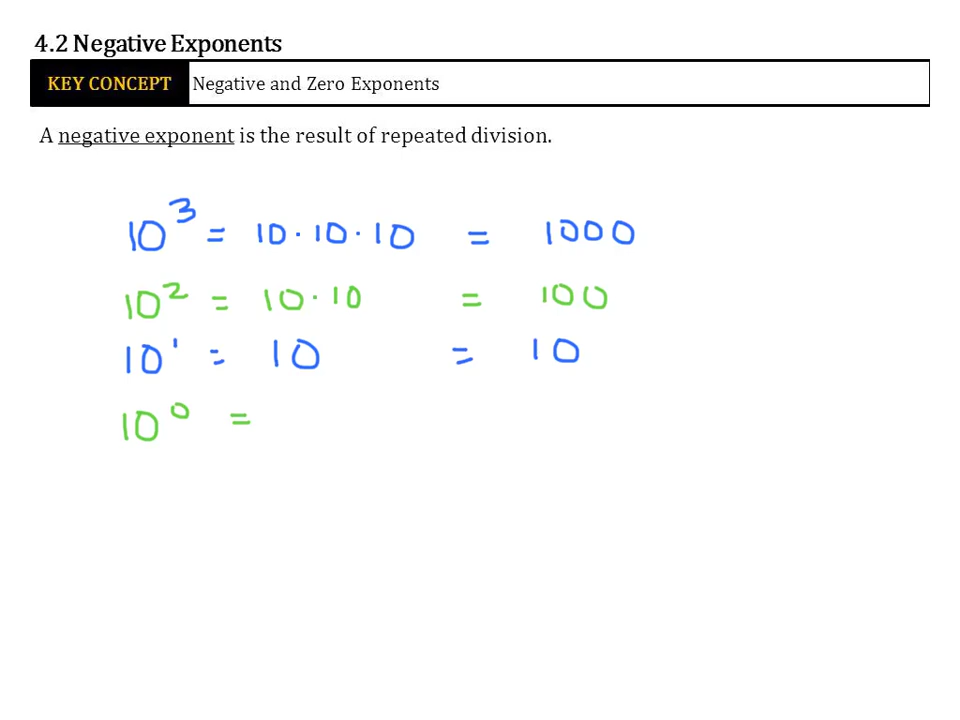 4.2 Negative Exponents
KEY CONCEPT Negative and Zero Exponents
A negative exponent is the result of repeated division.
10³ = 10 · 10 · 10 = 1000
10² = 10 · 10 = 100
10¹ = 10 = 10
10⁰ =